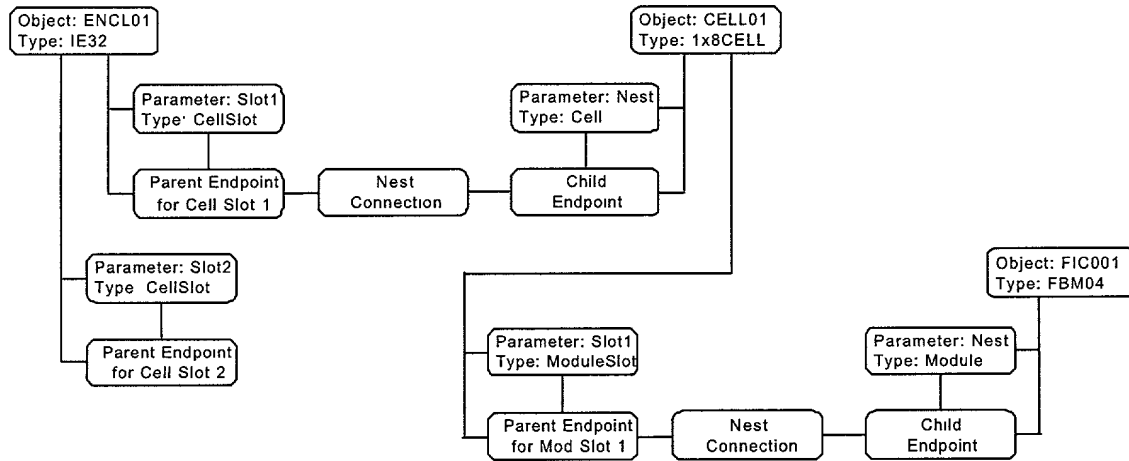 Object: ENCL01
Type: IE32
Object: CELL01
Type: 1x8CELL
Parameter: Slot1
Type: CellSlot
Parameter: Nest
Type: Cell
Parent Endpoint
for Cell Slot 1
Nest
Connection
Child
Endpoint
Parameter: Slot2
Type CellSlot
Object: FIC001
Type: FBM04
Parent Endpoint
for Cell Slot 2
Parameter: Slot1
Type: ModuleSlot
Parameter: Nest
Type: Module
Parent Endpoint
for Mod Slot 1
Nest
Connection
Child
Endpoint